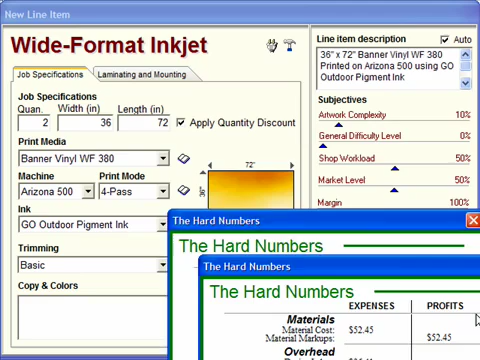 New Line Item
Wide-Format Inkjet
Job Specifications
Laminating and Mounting
Job Specifications
Quan. Width (in) Length (in)
2 36 72 Apply Quantity Discount
Print Media
Banner Vinyl WF 380
Machine Print Mode
Arizona 500 4-Pass
Ink
GO Outdoor Pigment Ink
Trimming
Basic
Copy & Colors
72"
36"
Line item description Auto
36" x 72" Banner Vinyl WF 380
Printed on Arizona 500 using GO
Outdoor Pigment Ink
Subjectives
Artwork Complexity 10%
General Difficulty Level 0%
Shop Workload 50%
Market Level 50%
Margin 100%
The Hard Numbers
The Hard Numbers
The Hard Numbers
The Hard Numbers
EXPENSES PROFITS
Materials
Material Cost: $52.45
Material Markups: $52.45
Overhead